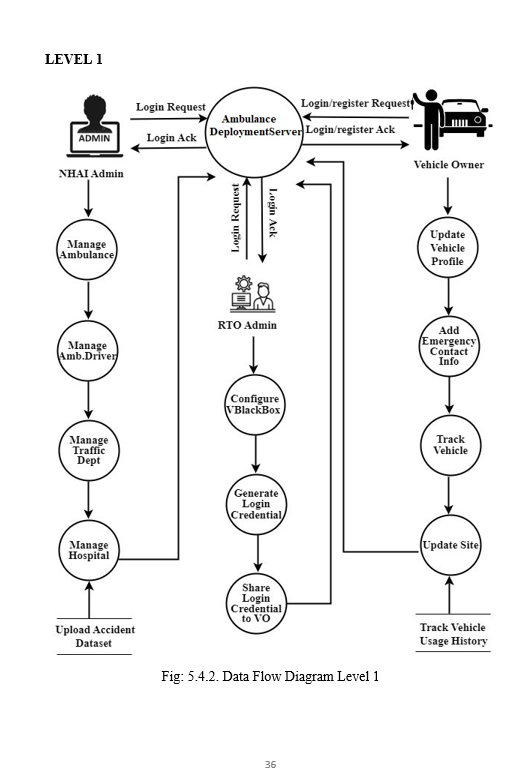 LEVEL 1
Login Request
Login Ack
ADMIN
NHAI Admin
Ambulance
DeploymentServer
Login/register Request
Login/register Ack
Vehicle Owner
Manage
Ambulance
Manage
Amb.Driver
Manage
Traffic
Dept
Manage
Hospital
Upload Accident
Dataset
Login Request
Login Ack
RTO Admin
Configure
VBlackBox
Generate
Login
Credential
Share
Login
Credential
to VO
Update
Vehicle
Profile
Add
Emergency
Contact
Info
Track
Vehicle
Update Site
Track Vehicle
Usage History
Fig: 5.4.2. Data Flow Diagram Level 1
36